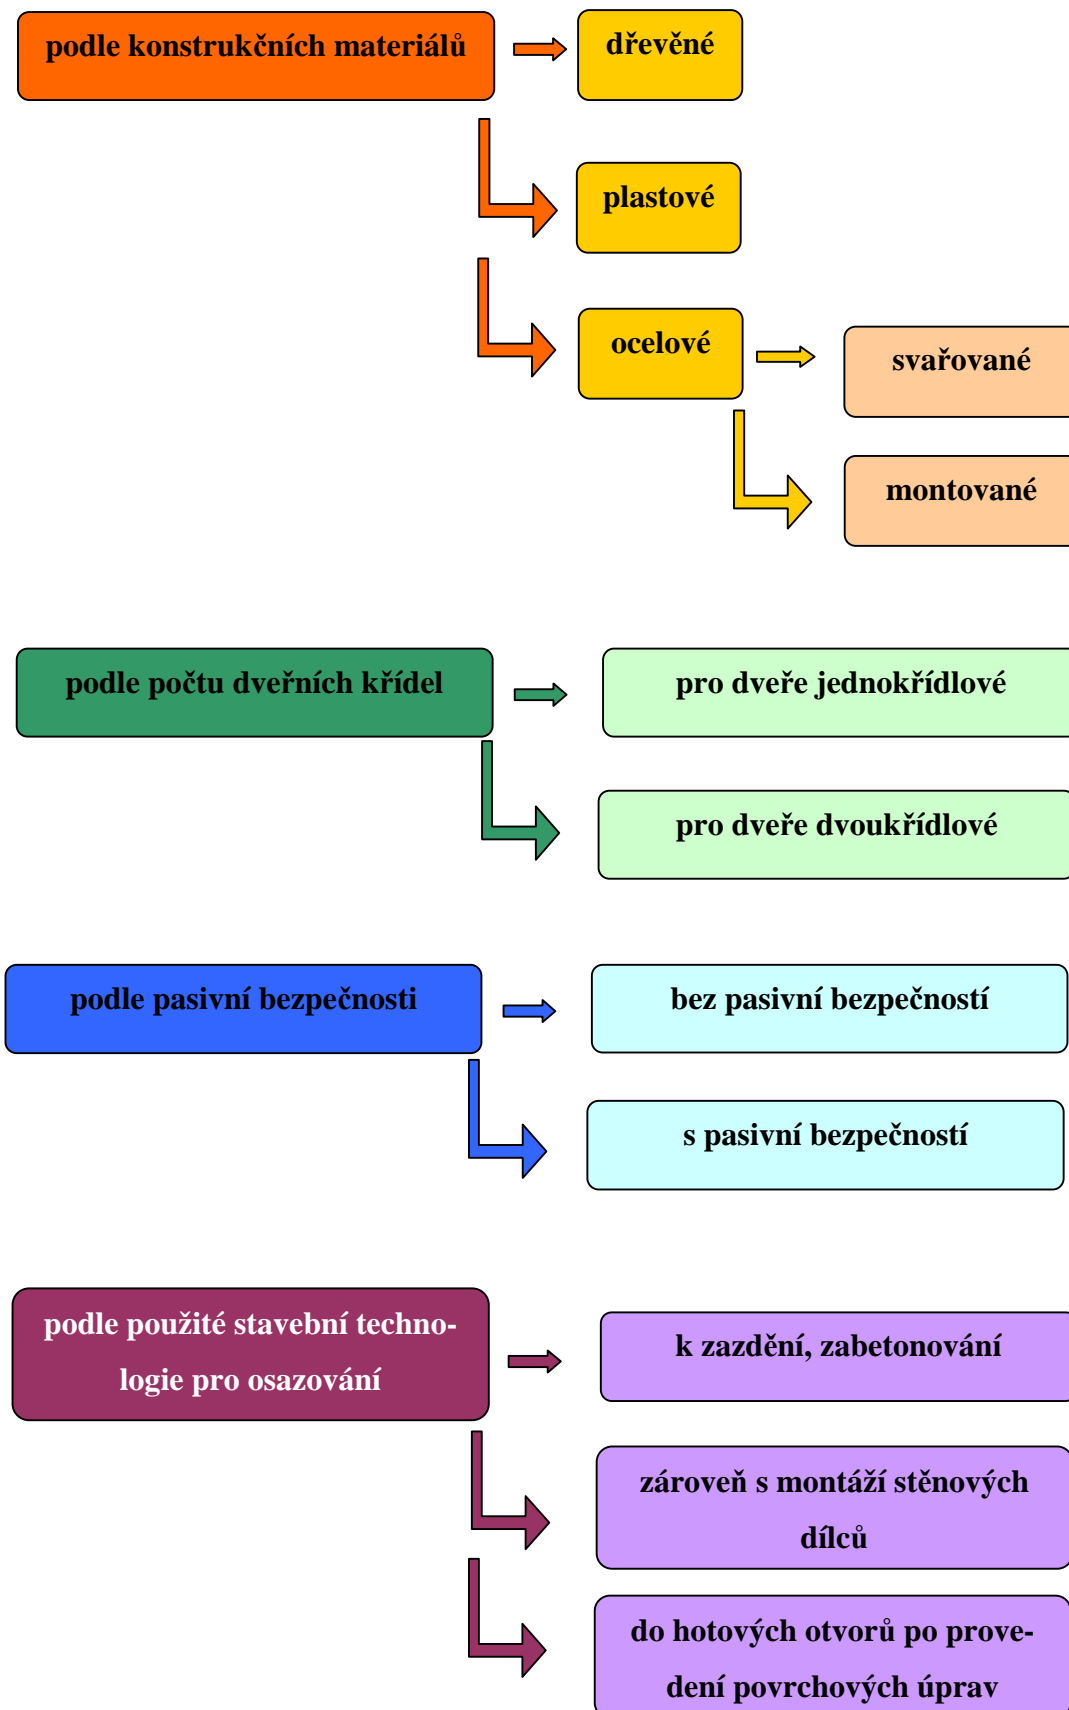 podle konstrukčních materiálů
dřevěné
plastové
ocelové
svařované
montované
podle počtu dveřních křídel
pro dveře jednokřídlové
pro dveře dvoukřídlové
podle pasivní bezpečnosti
bez pasivní bezpečností
s pasivní bezpečností
podle použité stavební techno-
logie pro osazování
k zazdění, zabetonování
zároveň s montáží stěnových
dílců
do hotových otvorů po prove-
dení povrchových úprav